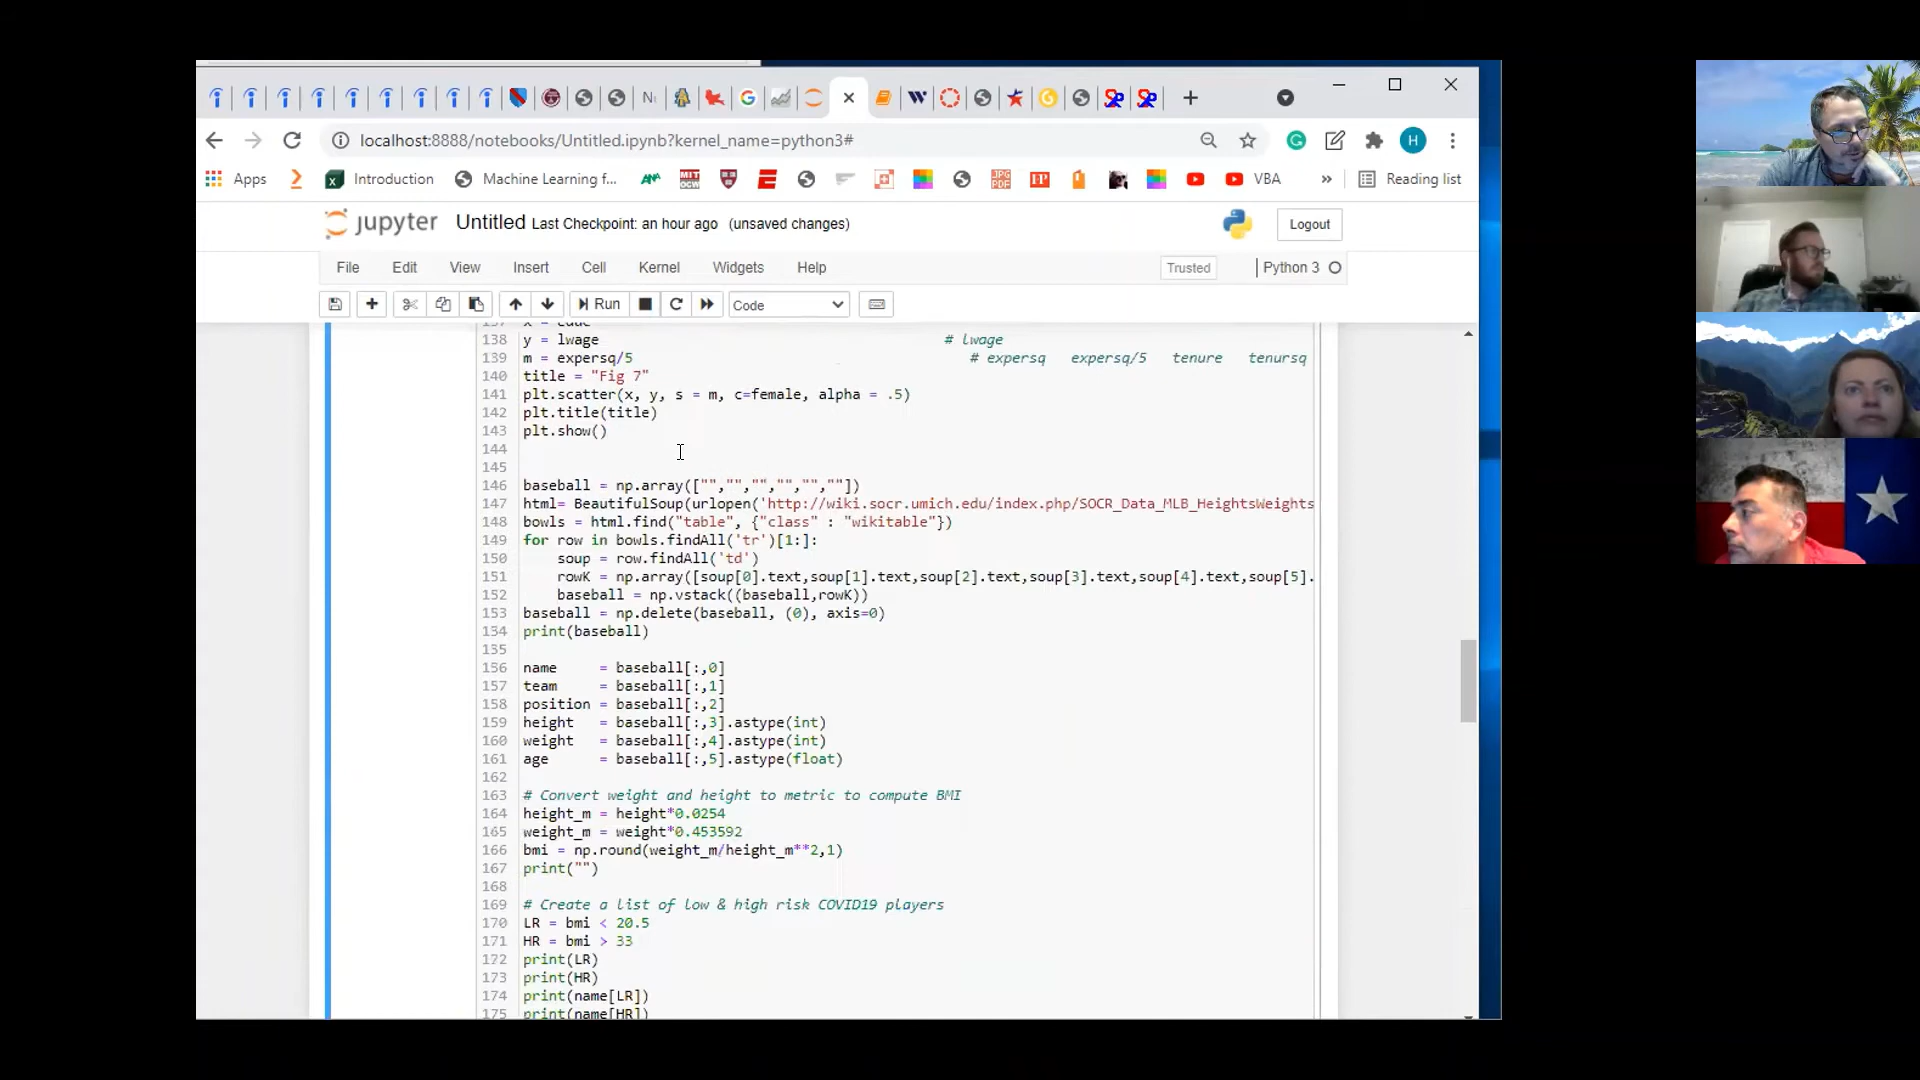 localhost:8888/notebooks/Untitled.ipynb?kernel_name=python3#
Apps Introduction Machine Learning f... MIT OCW JPG PDF VBA » Reading list
jupyter Untitled Last Checkpoint: an hour ago (unsaved changes) Logout
File Edit View Insert Cell Kernel Widgets Help Trusted Python 3
Run Code
138 y = lwage # lwage
139 m = expersq/5 # expersq expersq/5 tenure tenursq
140 title = "Fig 7"
141 plt.scatter(x, y, s = m, c=female, alpha = .5)
142 plt.title(title)
143 plt.show()
144
145
146 baseball = np.array(["","","","","",""])
147 html= BeautifulSoup(urlopen('http://wiki.socr.umich.edu/index.php/SOCR_Data_MLB_HeightsWeights
148 bowls = html.find("table", {"class" : "wikitable"})
149 for row in bowls.findAll('tr')[1:]:
150 soup = row.findAll('td')
151 rowK = np.array([soup[0].text,soup[1].text,soup[2].text,soup[3].text,soup[4].text,soup[5].
152 baseball = np.vstack((baseball,rowK))
153 baseball = np.delete(baseball, (0), axis=0)
154 print(baseball)
155
156 name = baseball[:,0]
157 team = baseball[:,1]
158 position = baseball[:,2]
159 height = baseball[:,3].astype(int)
160 weight = baseball[:,4].astype(int)
161 age = baseball[:,5].astype(float)
162
163 # Convert weight and height to metric to compute BMI
164 height_m = height*0.0254
165 weight_m = weight*0.453592
166 bmi = np.round(weight_m/height_m**2,1)
167 print("")
168
169 # Create a list of low & high risk COVID19 players
170 LR = bmi < 20.5
171 HR = bmi > 33
172 print(LR)
173 print(HR)
174 print(name[LR])
175 print(name[HR])